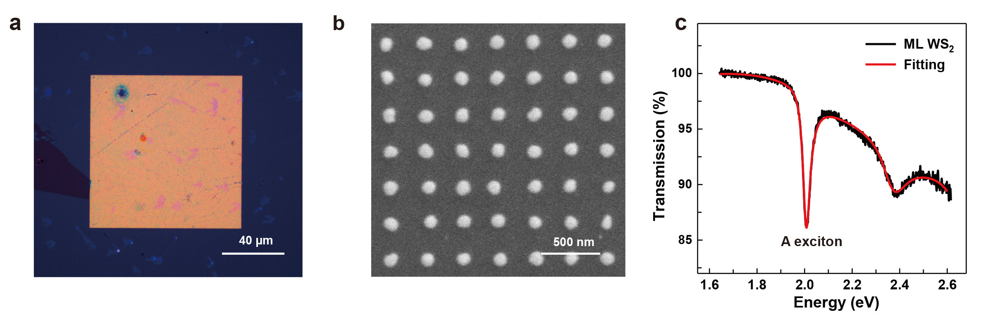 a
40 µm
b
500 nm
c
ML WS2
Fitting
100
95
90
85
Transmission (%)
A exciton
1.6 1.8 2.0 2.2 2.4 2.6
Energy (eV)